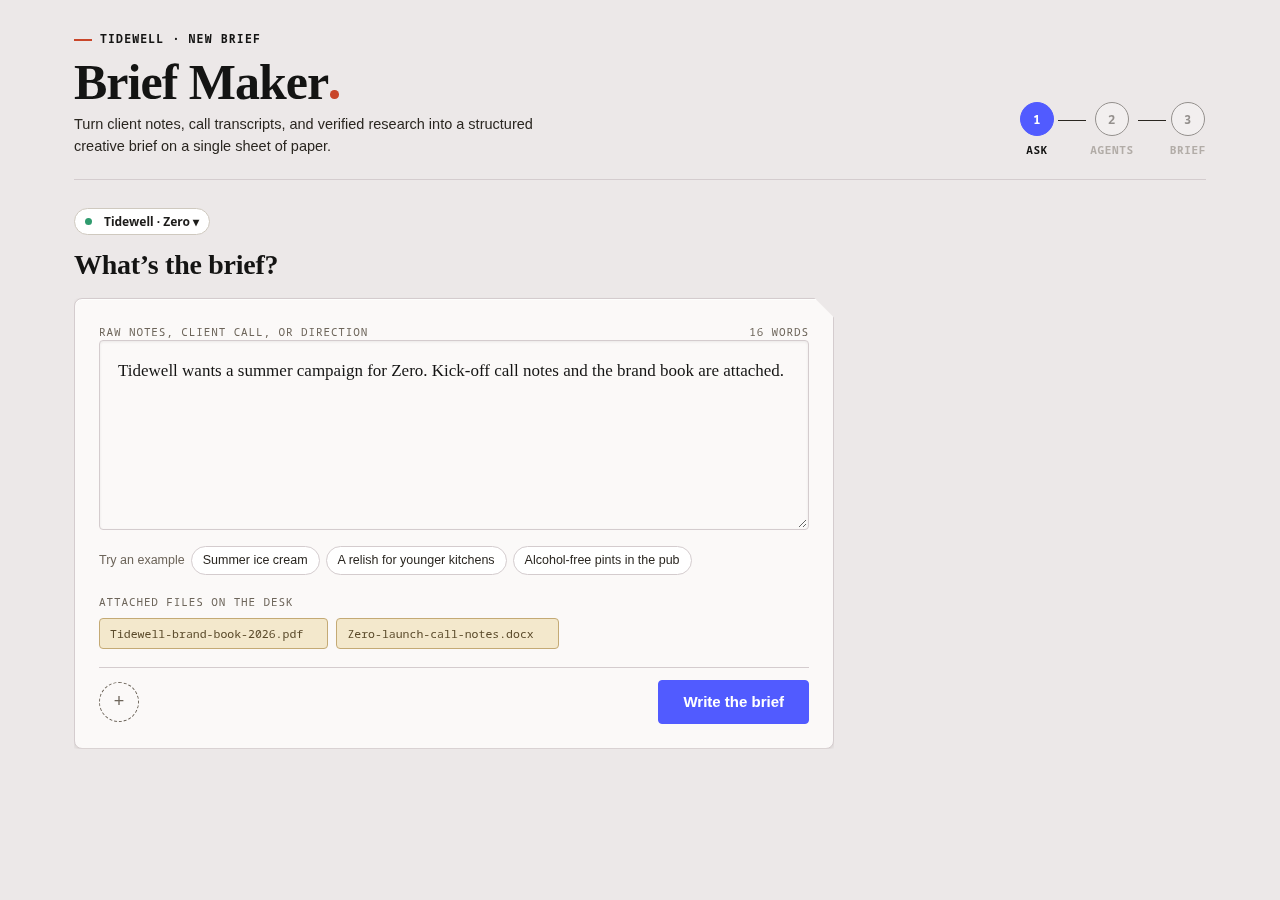 TIDEWELL · NEW BRIEF
Brief Maker.
Turn client notes, call transcripts, and verified research into a structured
creative brief on a single sheet of paper.
1
2
3
ASK
AGENTS
BRIEF
Tidewell · Zero ▾
What’s the brief?
RAW NOTES, CLIENT CALL, OR DIRECTION
16 WORDS
Tidewell wants a summer campaign for Zero. Kick-off call notes and the brand book are attached.
Try an example
Summer ice cream
A relish for younger kitchens
Alcohol-free pints in the pub
ATTACHED FILES ON THE DESK
Tidewell-brand-book-2026.pdf
Zero-launch-call-notes.docx
+
Write the brief